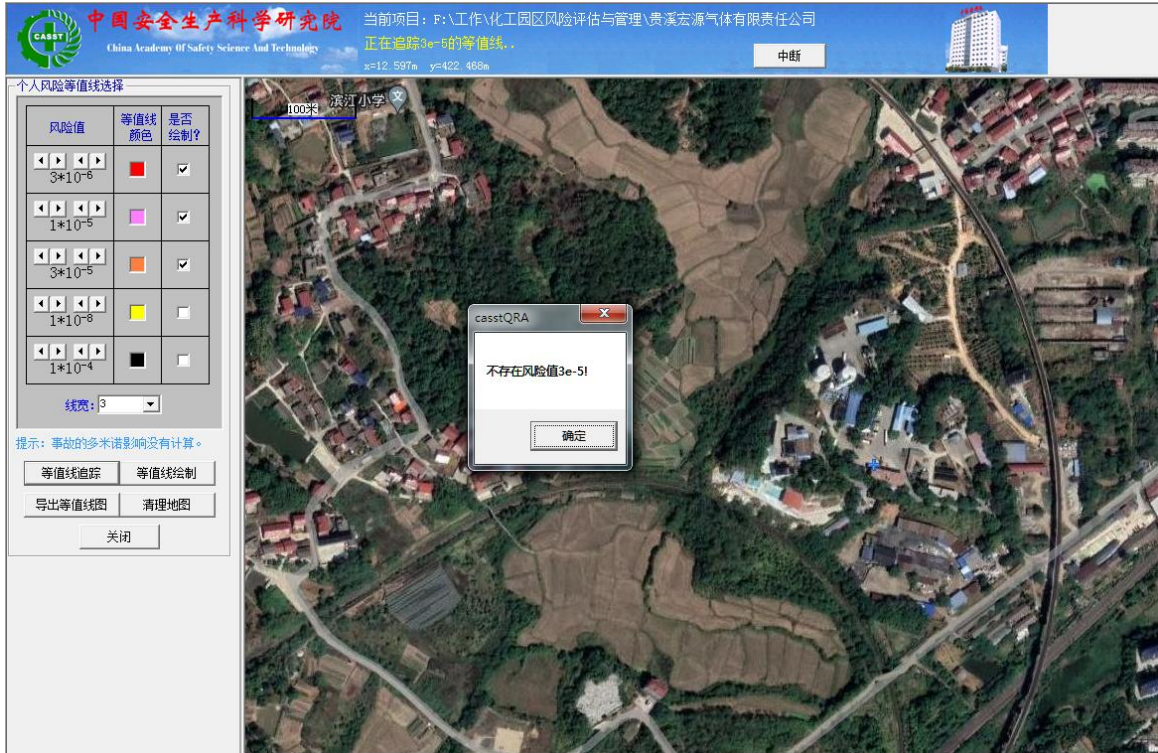 CASST
中国安全生产科学研究院
China Academy Of Safety Science And Technology
当前项目：F:\工作\化工园区风险评估与管理\贵溪宏源气体有限责任公司
正在追踪3e-5的等值线..
x=12.597m  y=422.468m
中断
个人风险等值线选择
风险值 等值线颜色 是否绘制?
3*10-6
1*10-5
3*10-5
1*10-8
1*10-4
线宽: 3
提示：事故的多米诺影响没有计算。
等值线追踪 等值线绘制
导出等值线图 清理地图
关闭
100米
滨江小学 文
casstQRA
不存在风险值3e-5!
确定